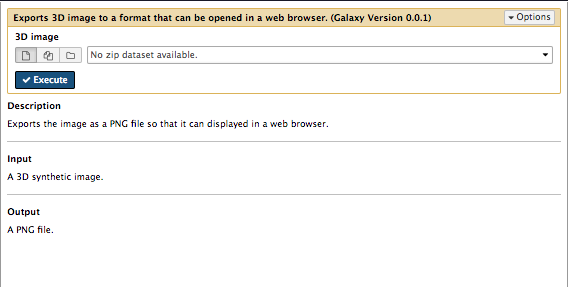 Exports 3D image to a format that can be opened in a web browser. (Galaxy Version 0.0.1)
Options
3D image
No zip dataset available.
Execute
Description
Exports the image as a PNG file so that it can displayed in a web browser.
Input
A 3D synthetic image.
Output
A PNG file.